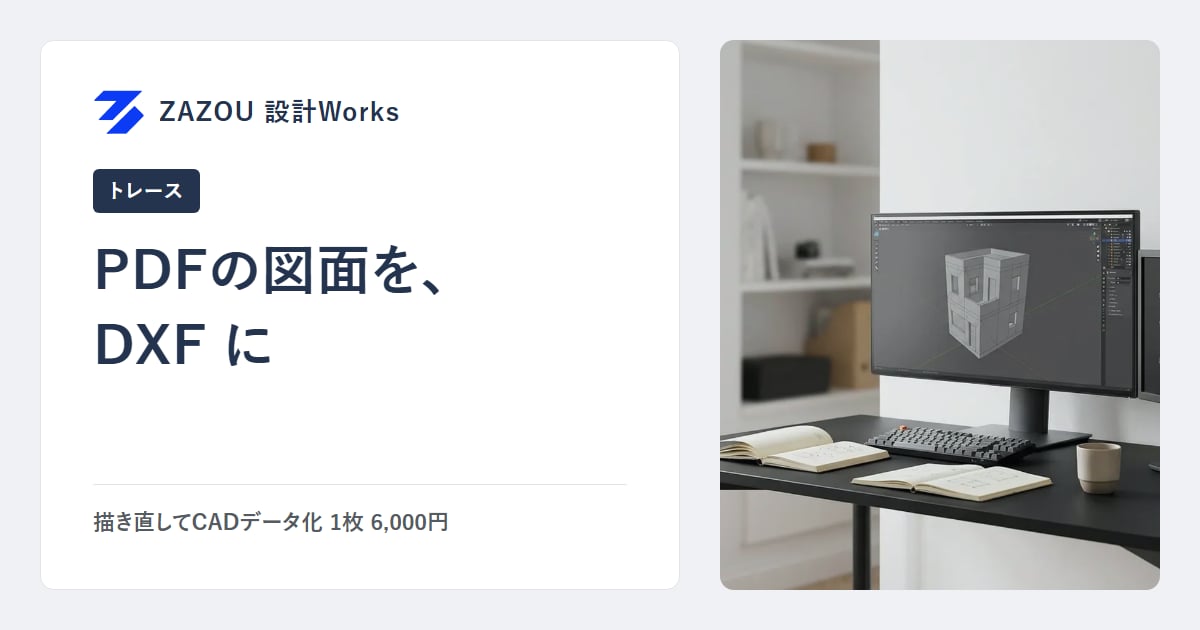 ZAZOU 設計Works
トレース
PDFの図面を、
DXF に
描き直してCADデータ化 1枚 6,000円